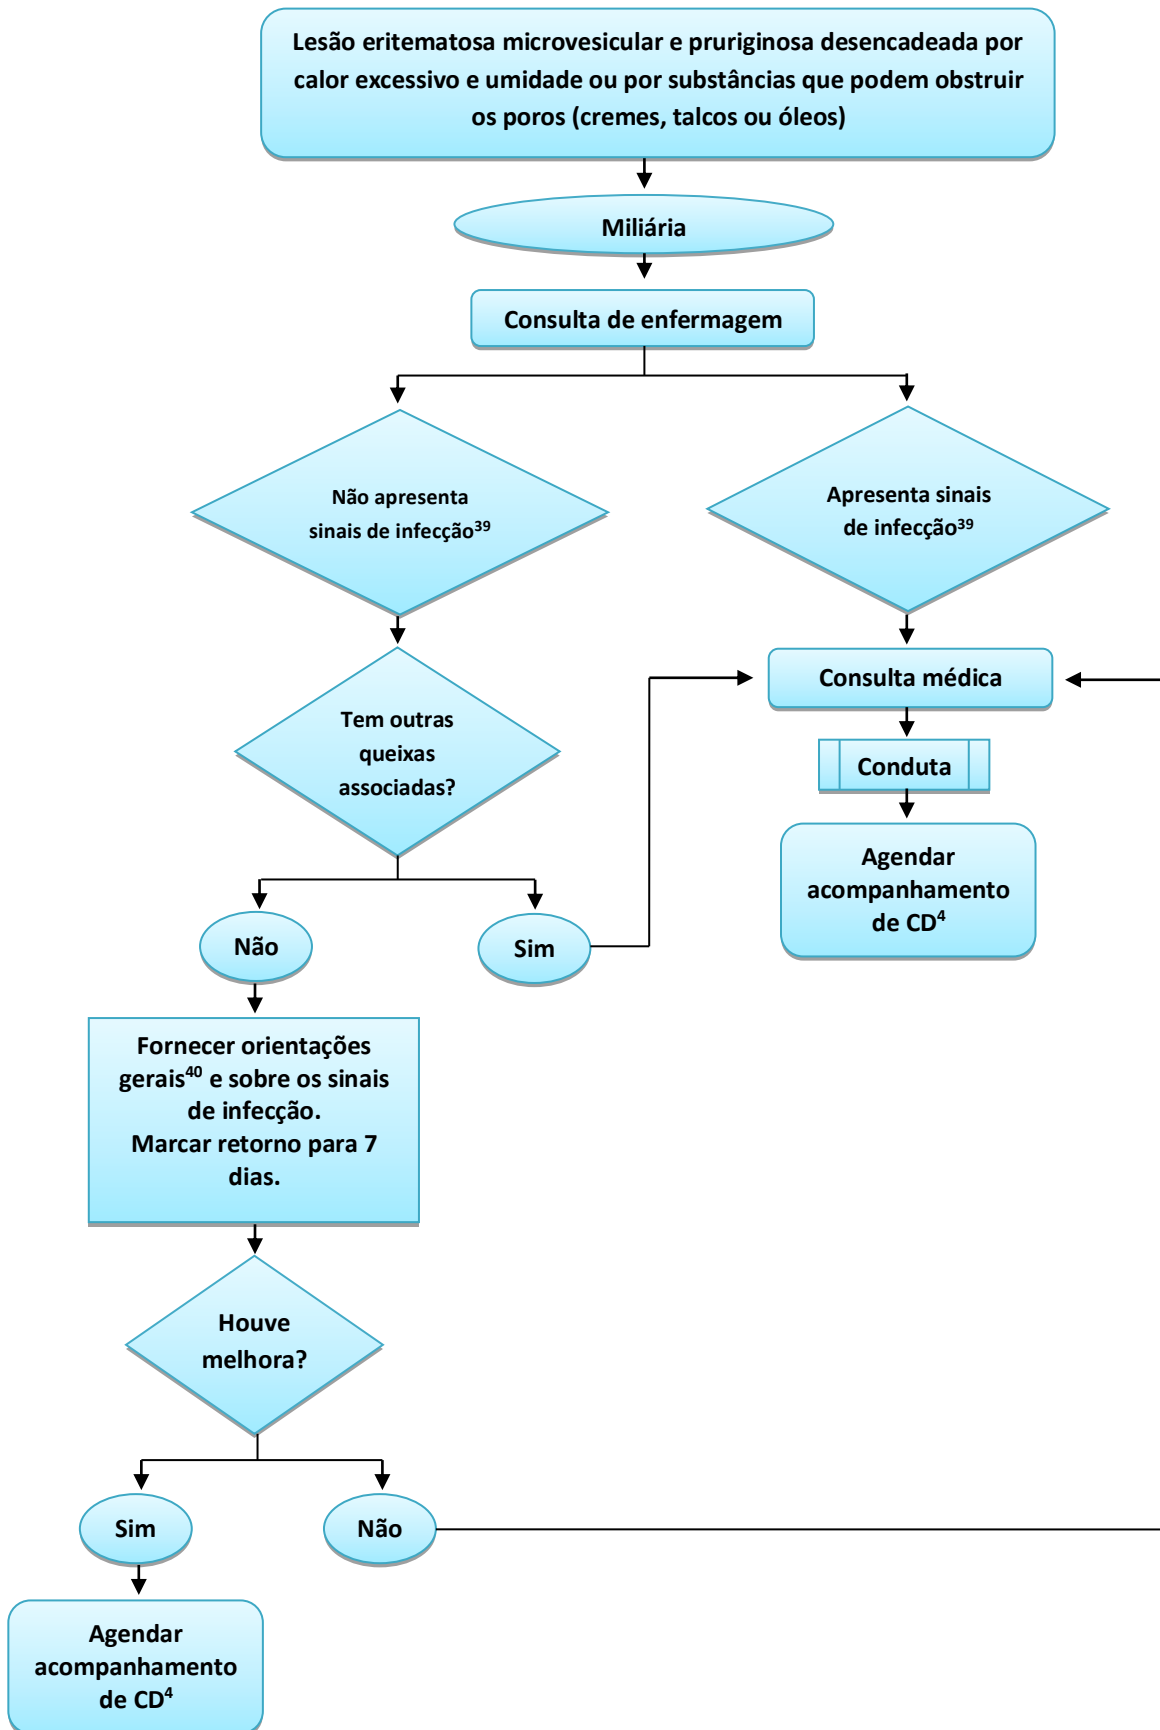 Lesão eritematosa microvesicular e pruriginosa desencadeada por
calor excessivo e umidade ou por substâncias que podem obstruir
os poros (cremes, talcos ou óleos)
Miliária
Consulta de enfermagem
Não apresenta
sinais de infecção³⁹
Apresenta sinais
de infecção³⁹
Tem outras
queixas
associadas?
Consulta médica
Conduta
Agendar
acompanhamento
de CD⁴
Não
Sim
Fornecer orientações
gerais⁴⁰ e sobre os sinais
de infecção.
Marcar retorno para 7
dias.
Houve
melhora?
Sim
Não
Agendar
acompanhamento
de CD⁴